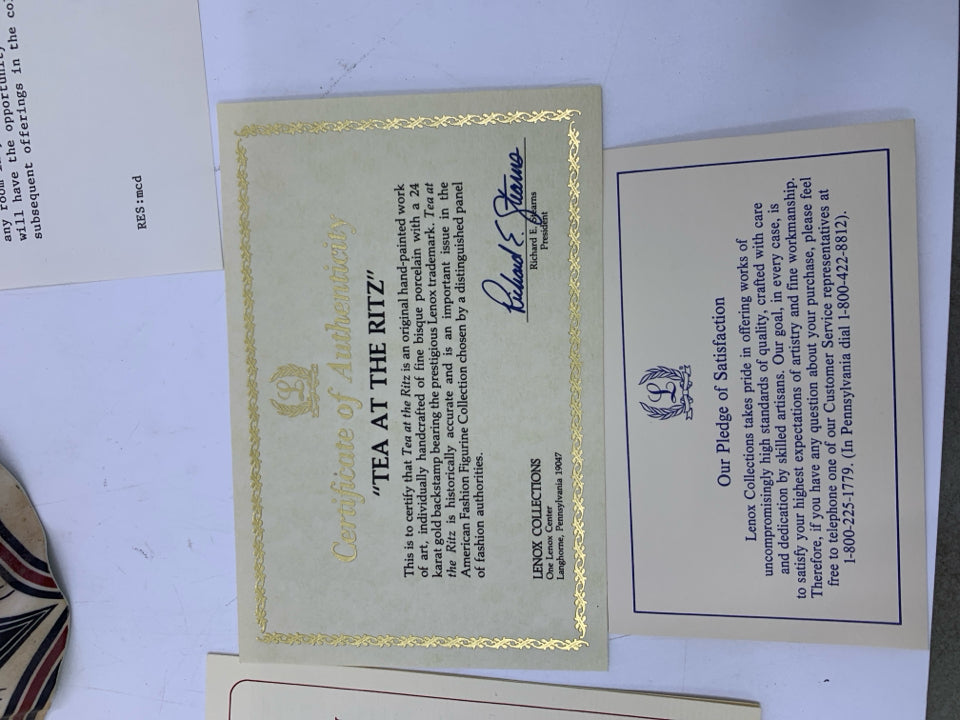 any room
will have the opportunity
subsequent offerings in the
RES:mcd
Certificate of Authenticity
"TEA AT THE RITZ"
This is to certify that Tea at the Ritz is an original hand-painted work
of art, individually handcrafted of fine bisque porcelain with a 24
karat gold backstamp bearing the prestigious Lenox trademark. Tea at
the Ritz is historically accurate and is an important issue in the
American Fashion Figurine Collection chosen by a distinguished panel
of fashion authorities.
Richard E. Stearns
Richard E. Stearns
President
LENOX COLLECTIONS
One Lenox Center
Langhorne, Pennsylvania 19047
L
Our Pledge of Satisfaction
Lenox Collections takes pride in offering works of
uncompromisingly high standards of quality, crafted with care
and dedication by skilled artisans. Our goal, in every case, is
to satisfy your highest expectations of artistry and fine workmanship.
Therefore, if you have any question about your purchase, please feel
free to telephone one of our Customer Service representatives at
1-800-225-1779. (In Pennsylvania dial 1-800-422-8812).